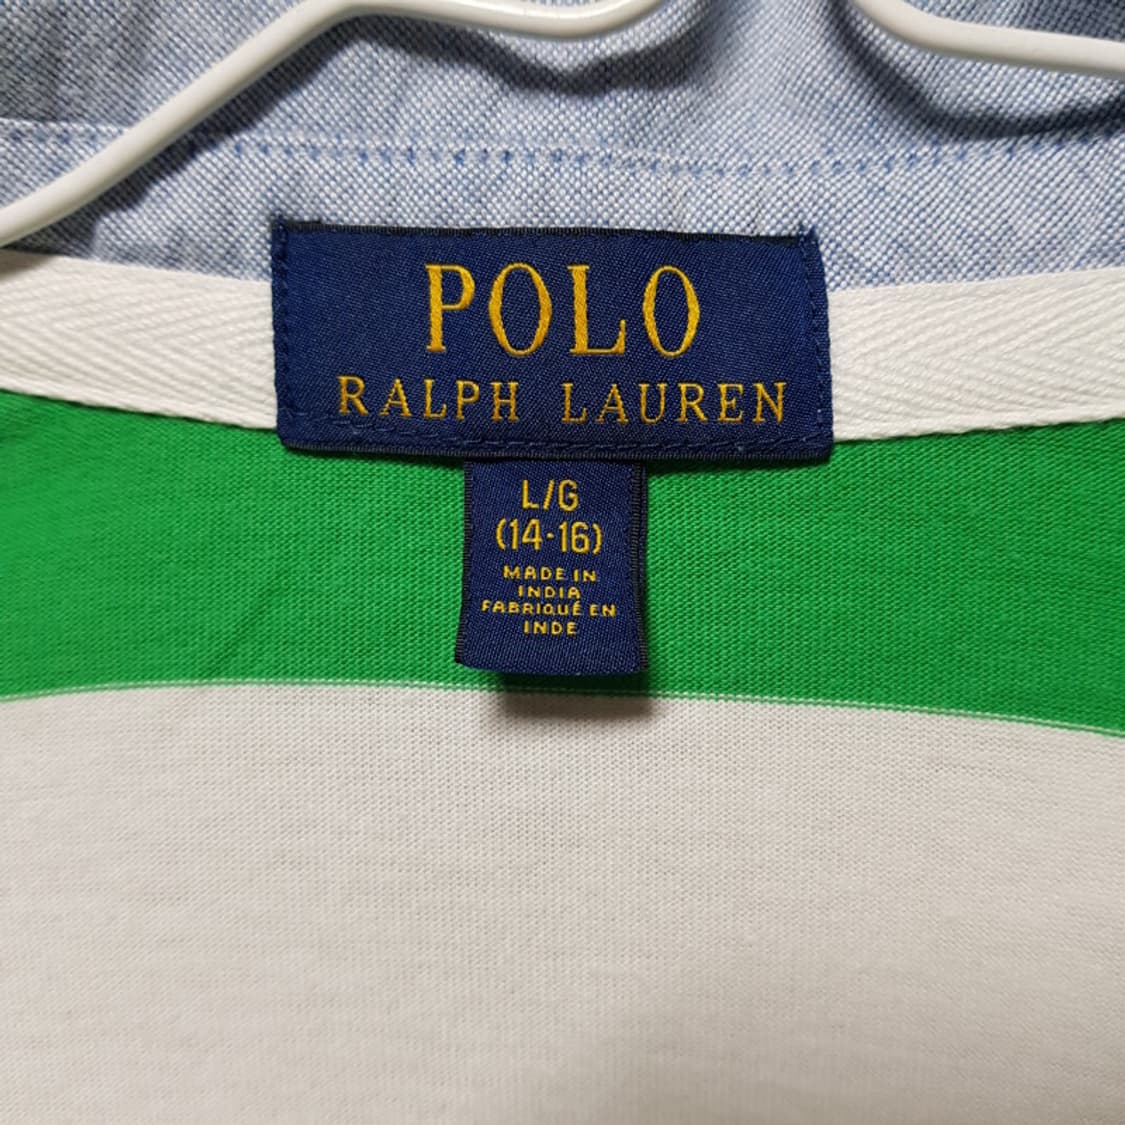 POLO
RALPH LAUREN
L/G
(14-16)
MADE IN
INDIA
FABRIQUÉ EN
INDE